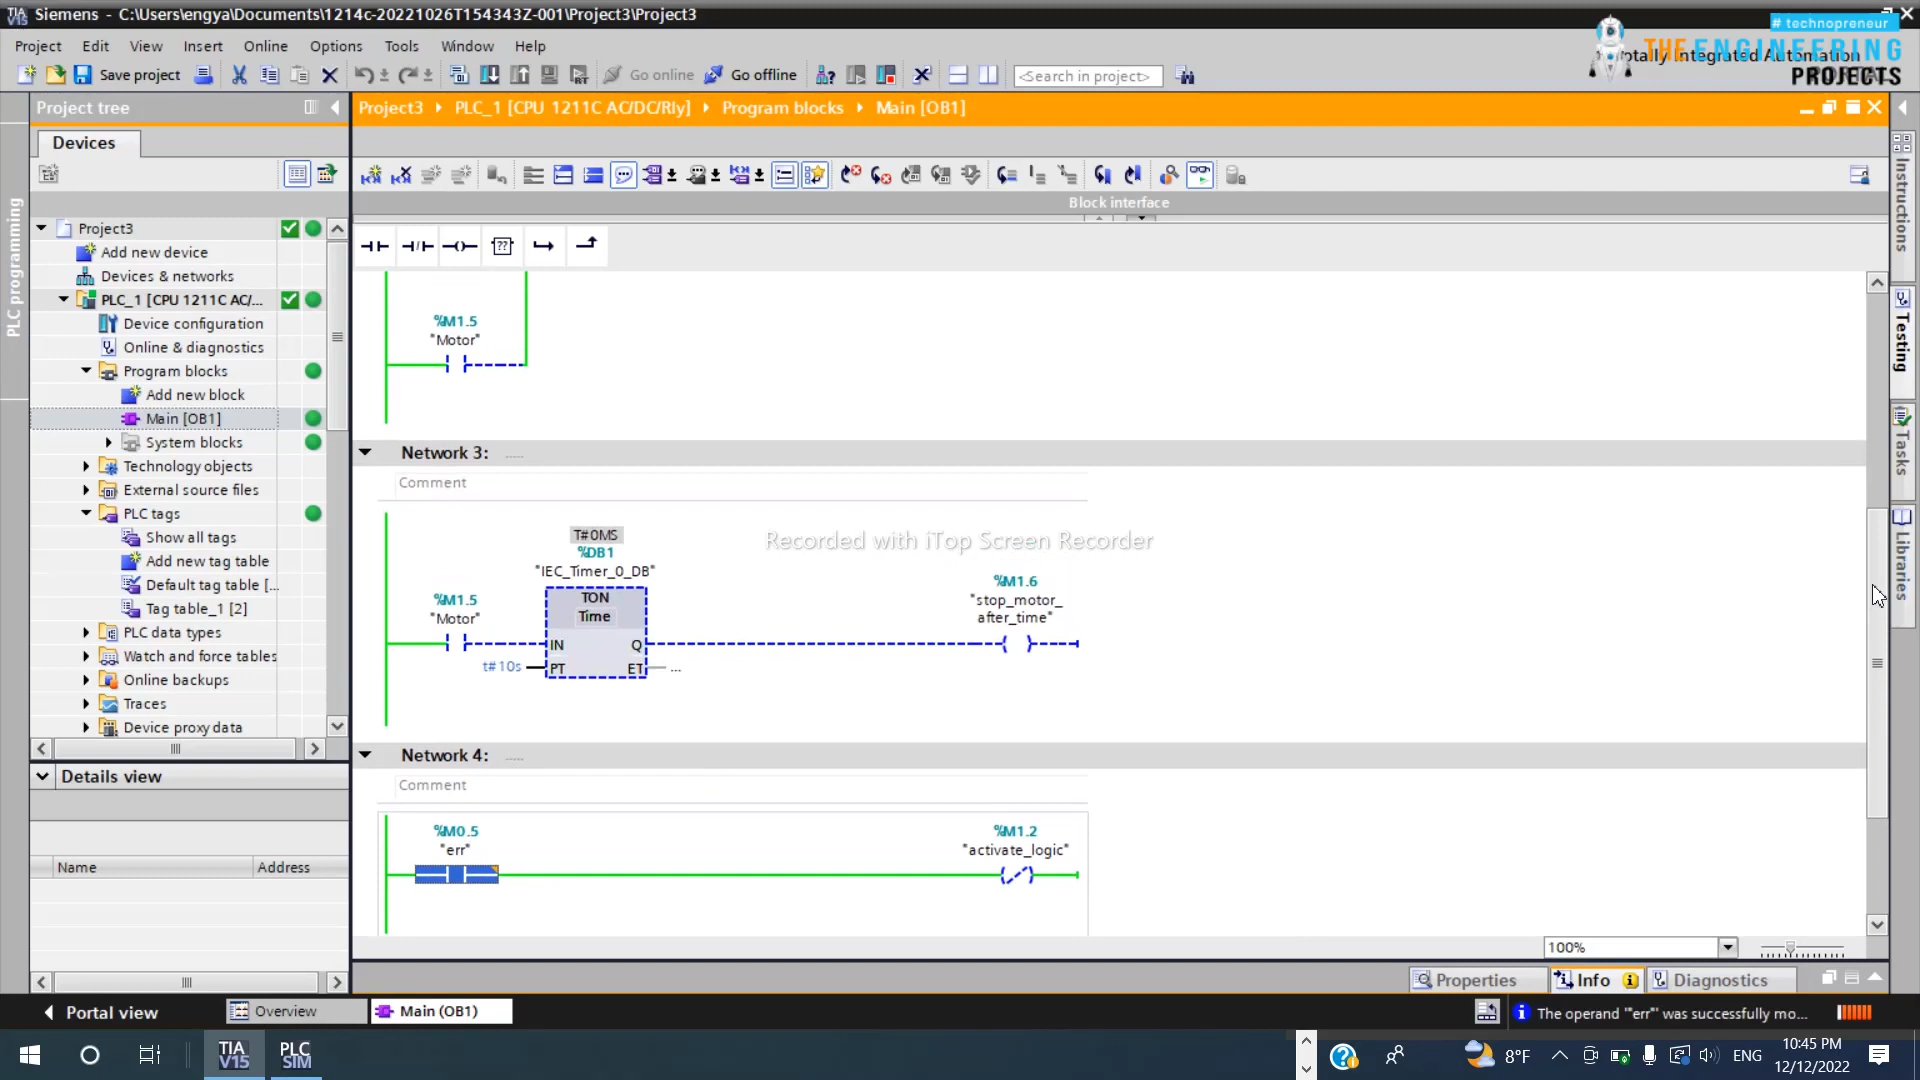 Siemens - C:\Users\engya\Documents\1214c-20221026T154343Z-001\Project3\Project3
# technopreneur
THE ENGINEERING
PROJECTS
Totally Integrated Automation
Project Edit View Insert Online Options Tools Window Help
Save project Go online Go offline <Search in project>
Project tree
Project3 PLC_1 [CPU 1211C AC/DC/Rly] Program blocks Main [OB1]
Devices
Block interface
PLC programming
Project3
Add new device
Devices & networks
PLC_1 [CPU 1211C AC/...
Device configuration
Online & diagnostics
Program blocks
Add new block
Main [OB1]
System blocks
Technology objects
External source files
PLC tags
Show all tags
Add new tag table
Default tag table [...
Tag table_1 [2]
PLC data types
Watch and force tables
Online backups
Traces
Device proxy data
Details view
Name Address
??
%M1.5
"Motor"
Network 3: .....
Comment
T#0MS
%DB1
"IEC_Timer_0_DB"
TON
Time
%M1.5
"Motor"
IN Q
t#10s PT ET ...
%M1.6
"stop_motor_
after_time"
Recorded with iTop Screen Recorder
Network 4: .....
Comment
%M0.5
"err"
%M1.2
"activate_logic"
100%
Properties Info Diagnostics
Instructions
Testing
Tasks
Libraries
Portal view Overview Main (OB1) The operand '"err"' was successfully mo...
TIA
V15
PLC
SIM
8°F ENG 10:45 PM
12/12/2022